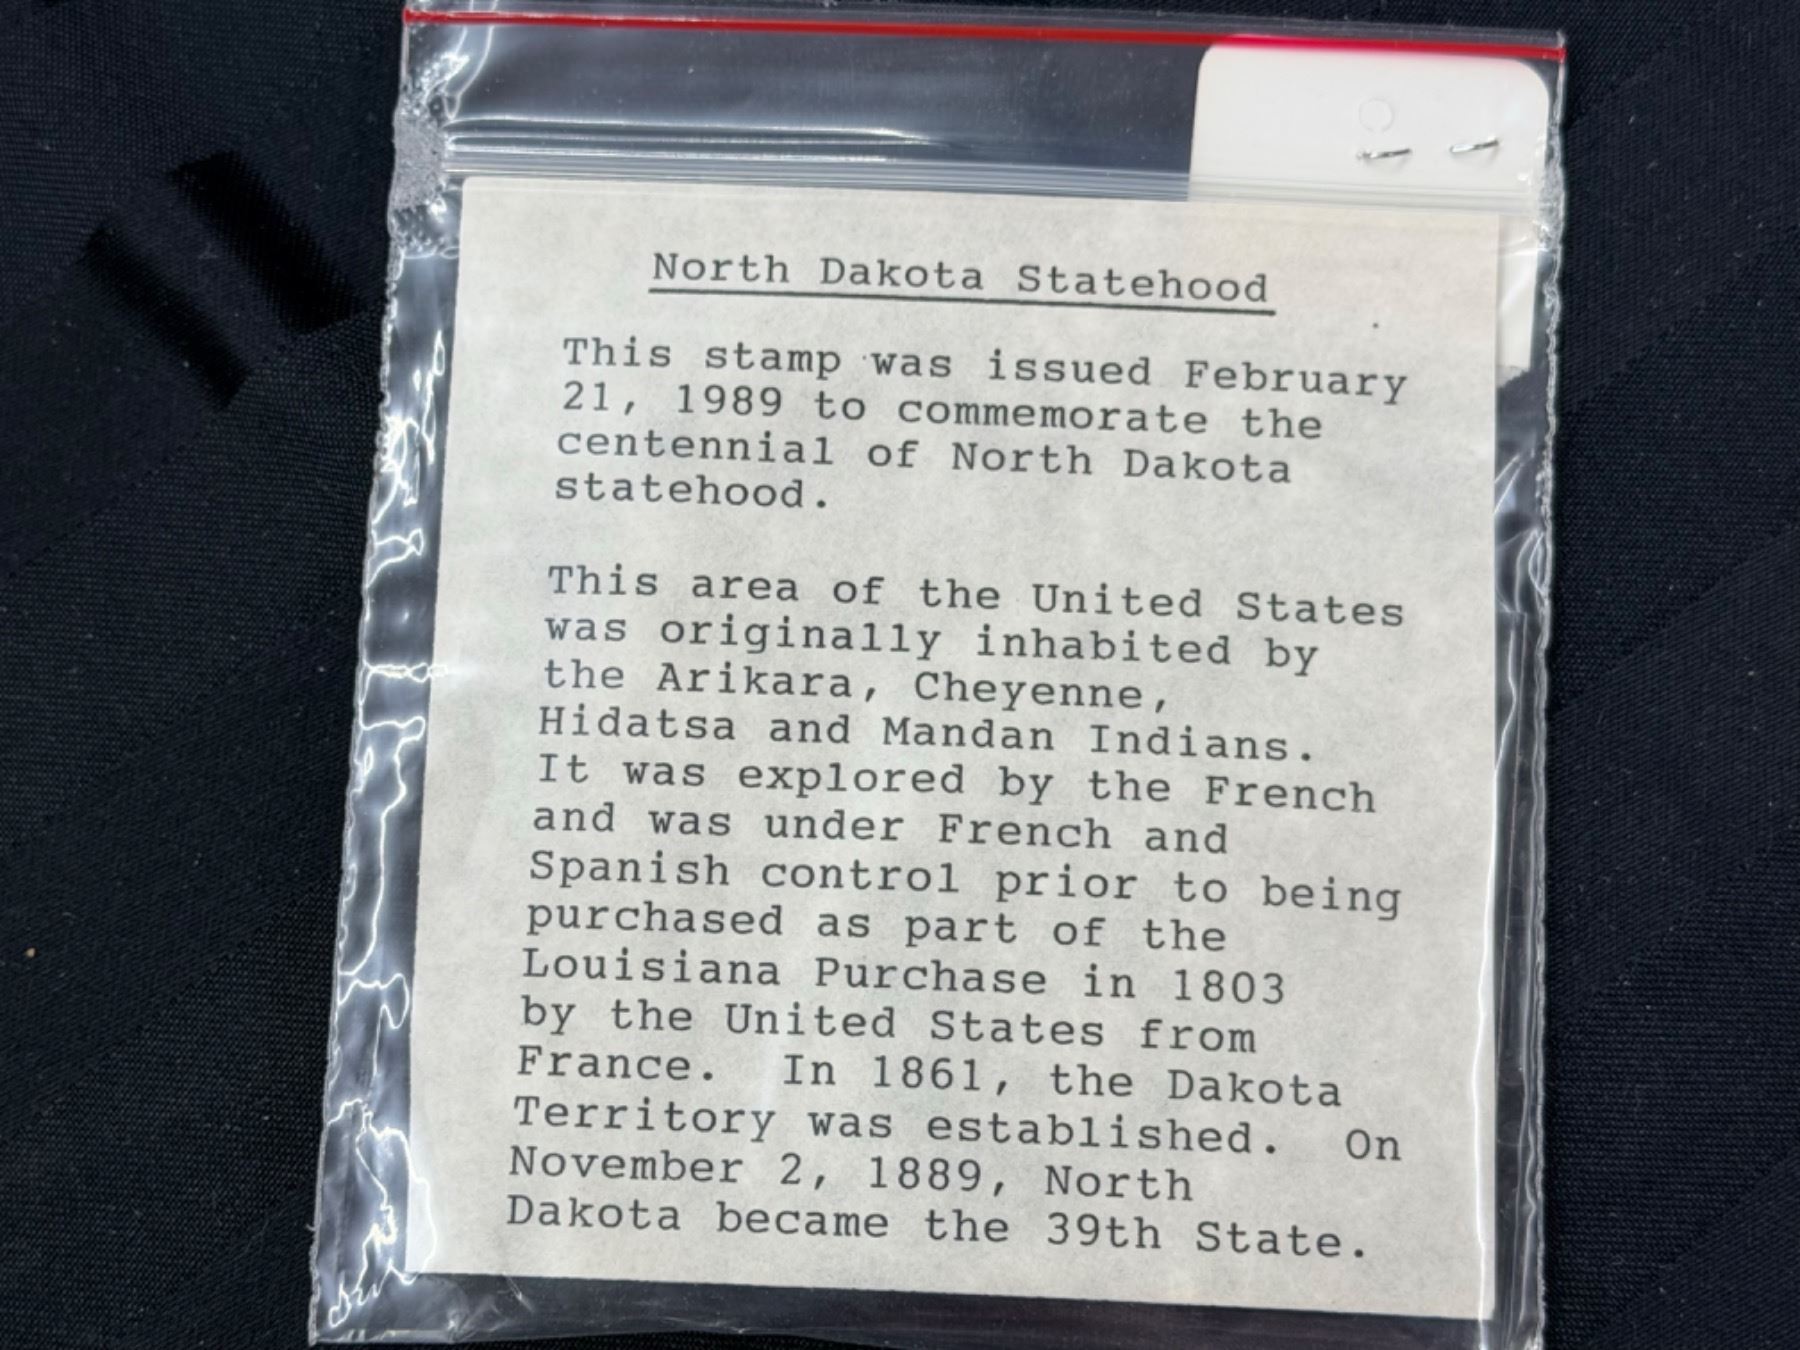 North Dakota Statehood
This stamp was issued February
21, 1989 to commemorate the
centennial of North Dakota
statehood.
This area of the United States
was originally inhabited by
the Arikara, Cheyenne,
Hidatsa and Mandan Indians.
It was explored by the French
and was under French and
Spanish control prior to being
purchased as part of the
Louisiana Purchase in 1803
by the United States from
France.  In 1861, the Dakota
Territory was established.  On
November 2, 1889, North
Dakota became the 39th State.